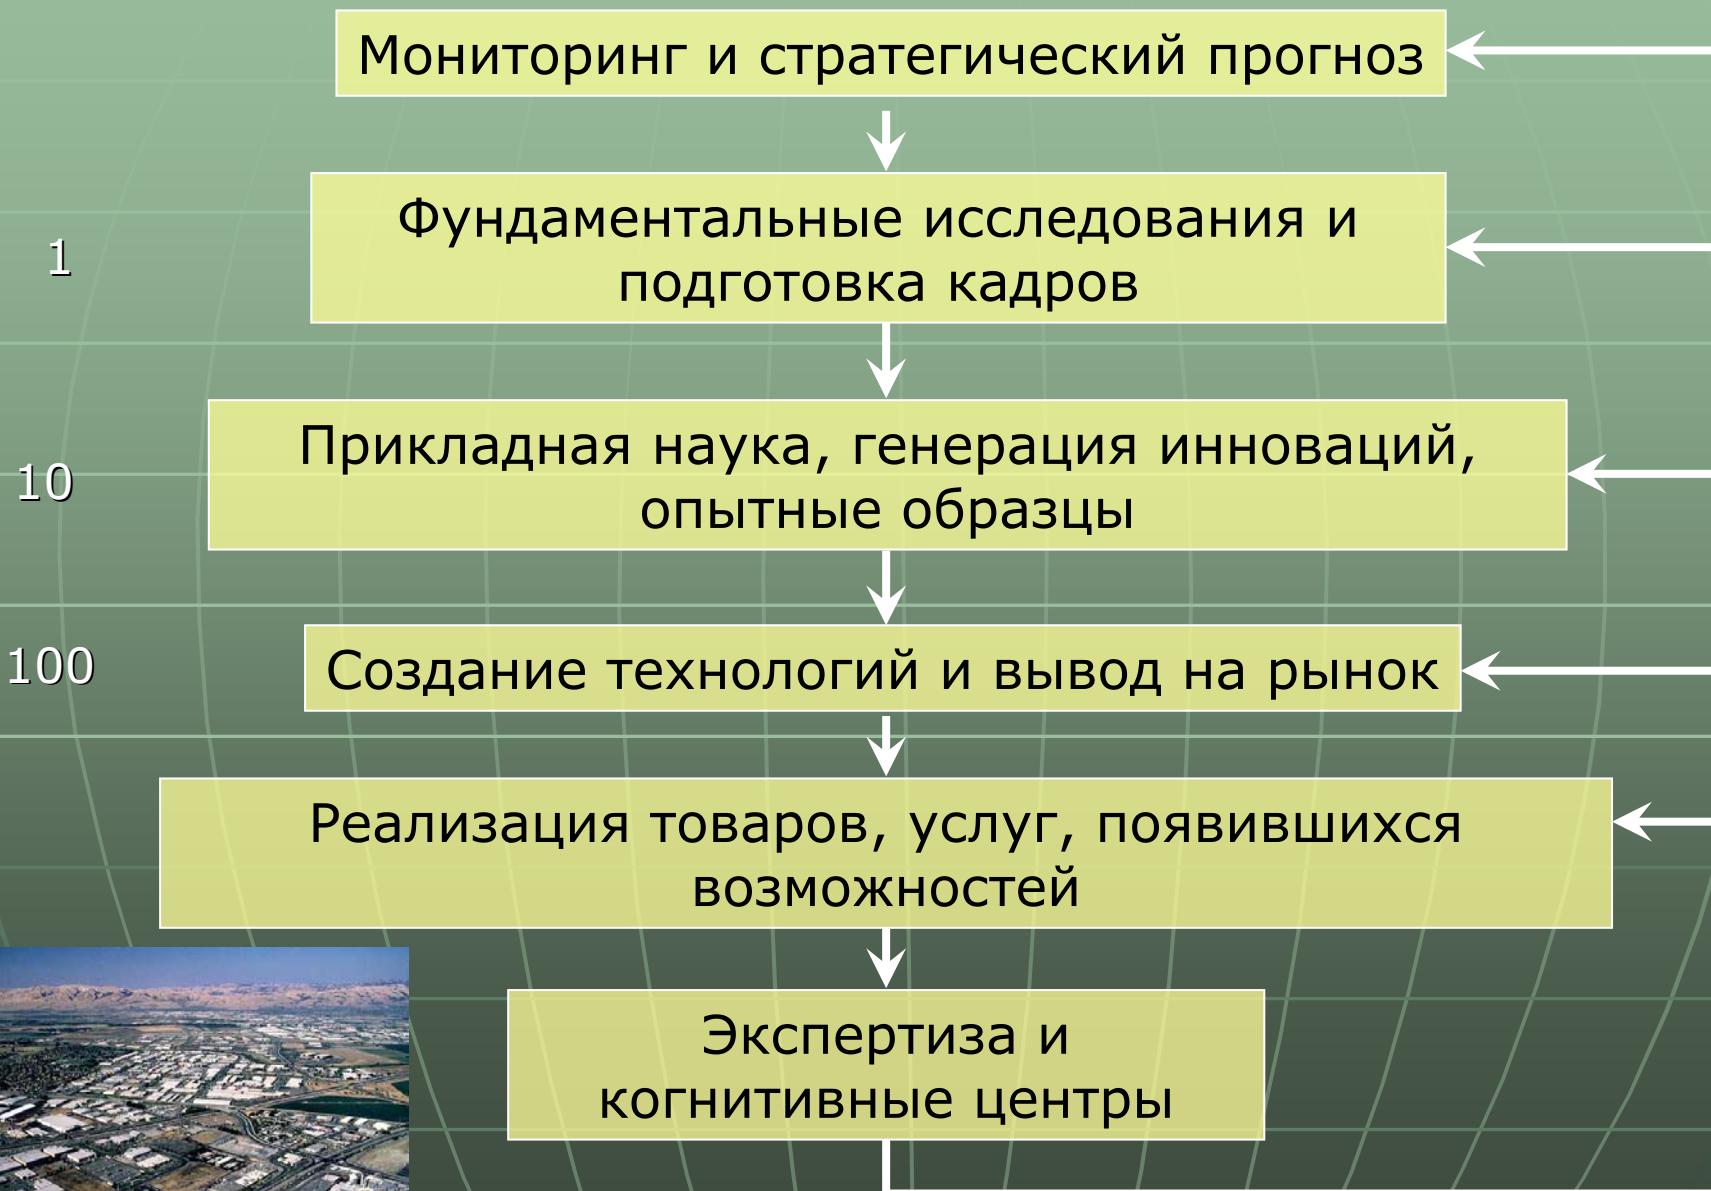 Мониторинг и стратегический прогноз
1
Фундаментальные исследования и
подготовка кадров
10
Прикладная наука, генерация инноваций,
опытные образцы
100
Создание технологий и вывод на рынок
Реализация товаров, услуг, появившихся
возможностей
Экспертиза и
когнитивные центры